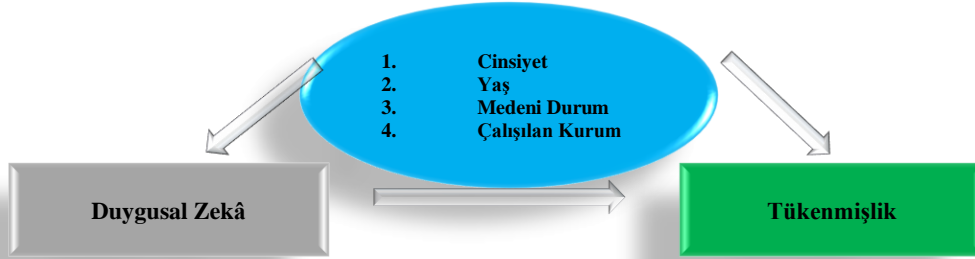 1. Cinsiyet
2. Yaş
3. Medeni Durum
4. Çalışılan Kurum
Duygusal Zekâ
Tükenmişlik